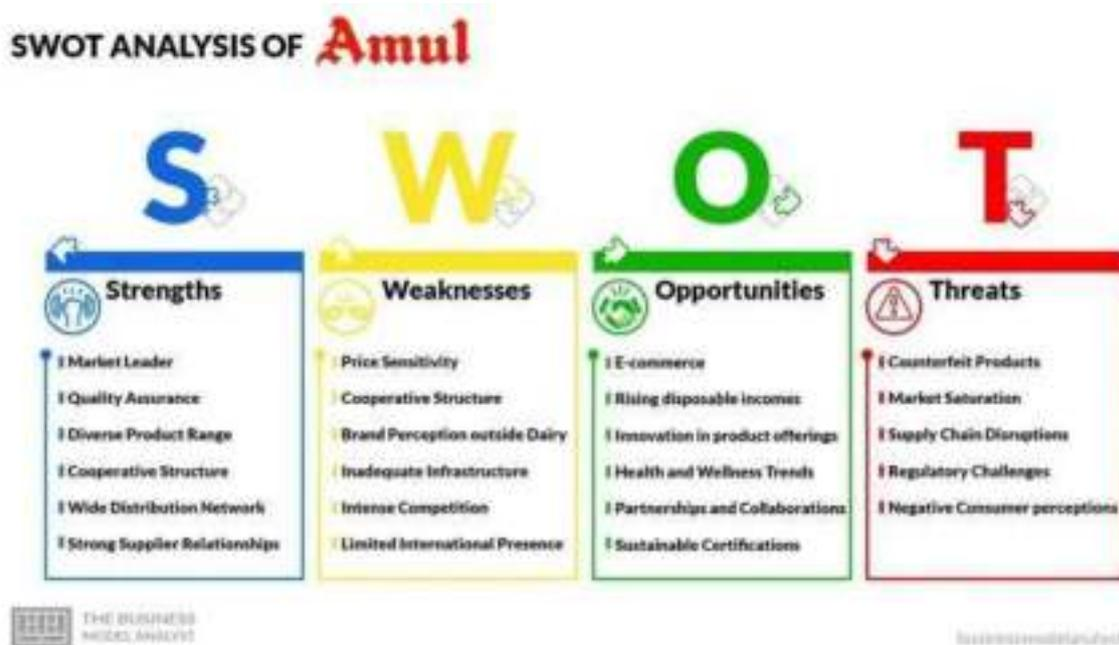 SWOT ANALYSIS OF Amul
S
W
O
T
Strengths
Market Leader
Quality Assurance
Diverse Product Range
Cooperative Structure
Wide Distribution Network
Strong Supplier Relationships
Weaknesses
Price Sensitivity
Cooperative Structure
Brand Perception outside Dairy
Inadequate Infrastructure
Intense Competition
Limited International Presence
Opportunities
E-commerce
Rising disposable incomes
Innovation in product offerings
Health and Wellness Trends
Partnerships and Collaborations
Sustainable Certifications
Threats
Counterfeit Products
Market Saturation
Supply Chain Disruptions
Regulatory Challenges
Negative Consumer perceptions
THE BUSINESS
MODEL ANALYST